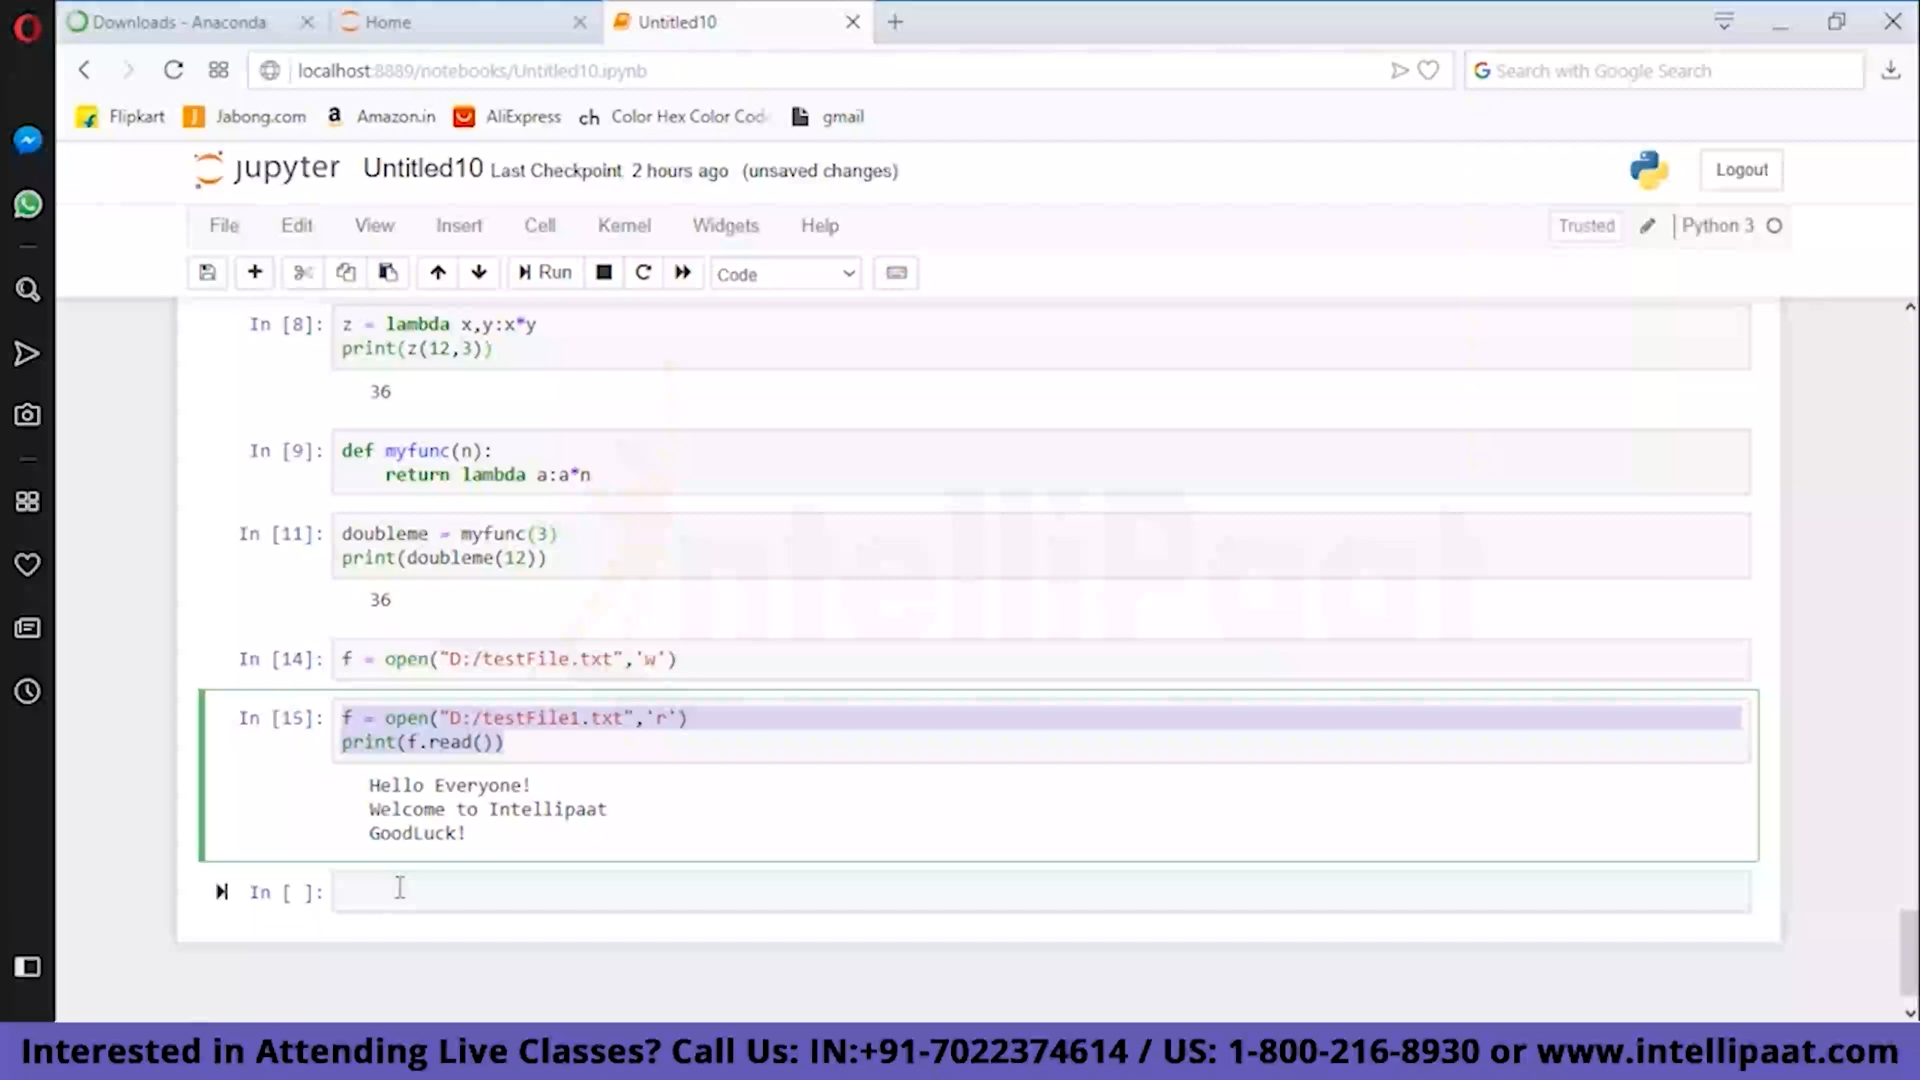 Downloads - Anaconda
Home
Untitled10
localhost:8889/notebooks/Untitled10.ipynb
Search with Google Search
Flipkart
Jabong.com
Amazon.in
AliExpress
ch Color Hex Color Cod
gmail
jupyter Untitled10 Last Checkpoint 2 hours ago (unsaved changes)
Logout
File Edit View Insert Cell Kernel Widgets Help
Trusted
Python 3
Run
Code
In [8]: z = lambda x,y:x*y
print(z(12,3))
36
In [9]: def myfunc(n):
return lambda a:a*n
In [11]: doubleme = myfunc(3)
print(doubleme(12))
36
In [14]: f = open("D:/testFile.txt",'w')
In [15]: f = open("D:/testFile1.txt",'r')
print(f.read())
Hello Everyone!
Welcome to Intellipaat
GoodLuck!
In [ ]:
IntelliPaat
Interested in Attending Live Classes? Call Us: IN:+91-7022374614 / US: 1-800-216-8930 or www.intellipaat.com